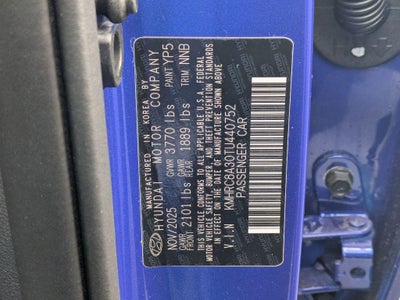 MANUFACTURED IN KOREA BY
HYUNDAI MOTOR COMPANY
NOV/2025 GVWR 3770 lbs PAINT YP5
GAWR FRONT 2101 lbs GAWR REAR 1889 lbs TRIM NNB
THIS VEHICLE CONFORMS TO ALL APPLICABLE U.S.A. FEDERAL
MOTOR VEHICLE SAFETY, BUMPER, AND THEFT PREVENTION
STANDARDS IN EFFECT ON THE DATE OF MANUFACTURE
SHOWN ABOVE.
V.I.N KMHRC8A30TU440752
PASSENGER CAR